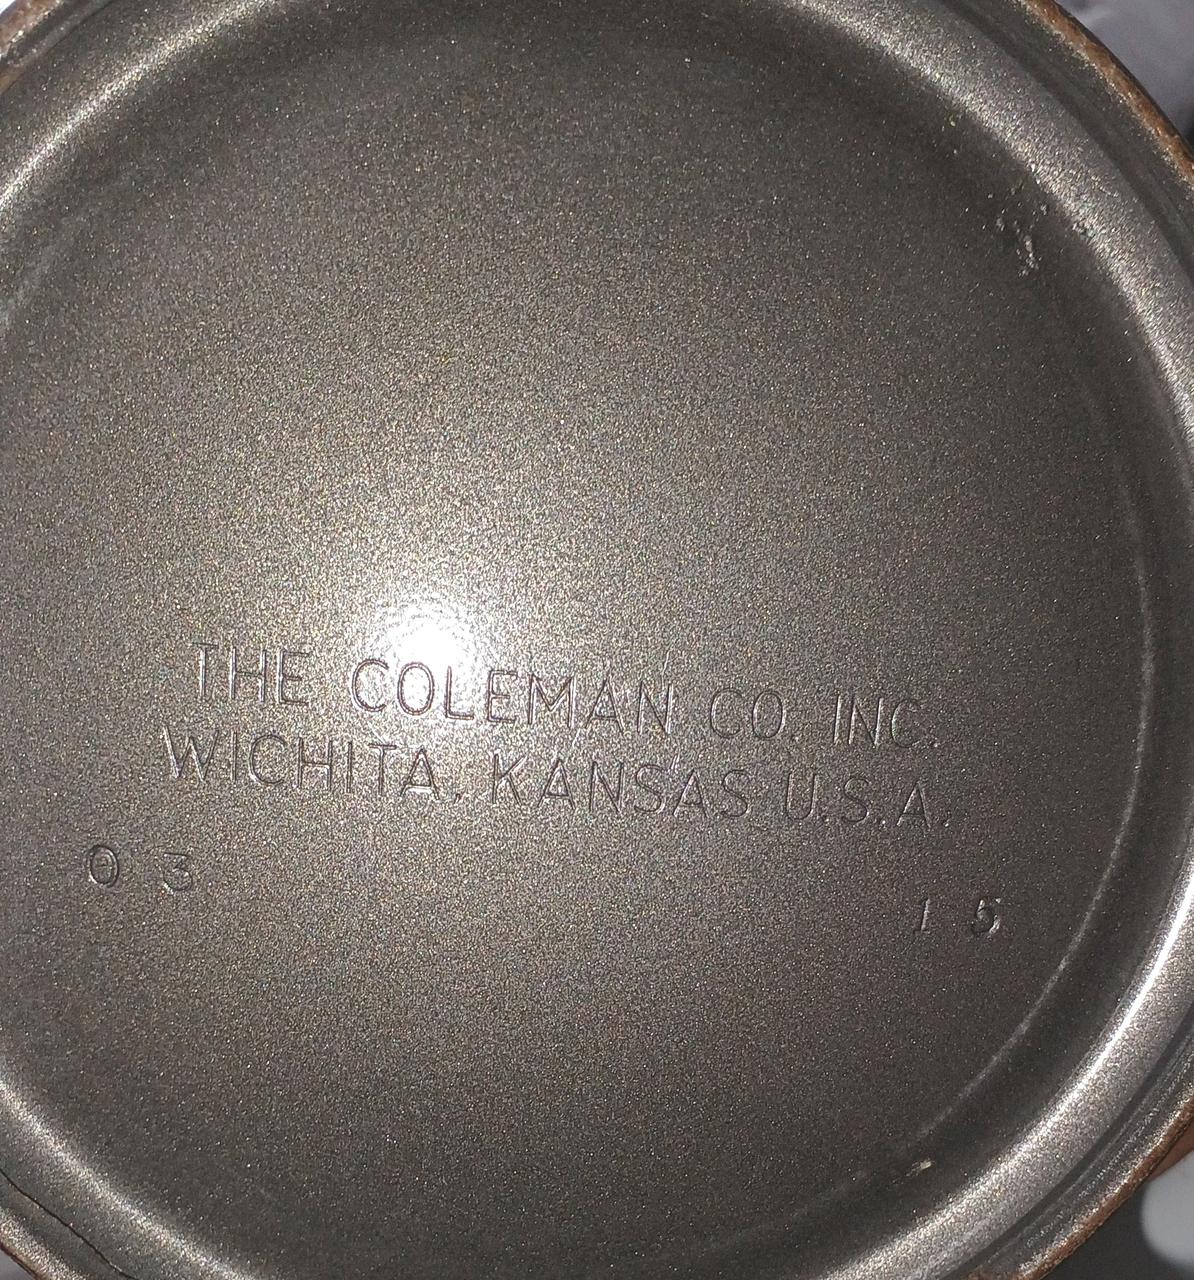 THE COLEMAN CO. INC.
WICHITA, KANSAS U.S.A.
0 3
1 5